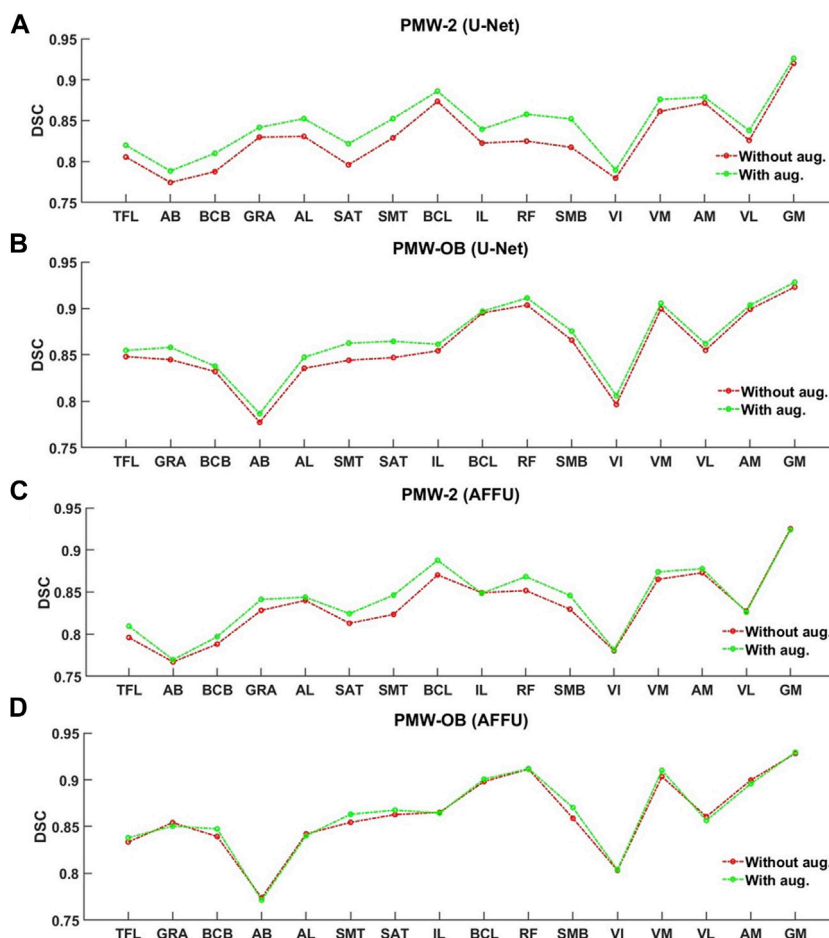 A
PMW-2 (U-Net)
0.95
0.9
0.85
0.8
0.75
DSC
Without aug.
With aug.
TFL AB BCB GRA AL SAT SMT BCL IL RF SMB VI VM AM VL GM
B
PMW-OB (U-Net)
0.95
0.9
0.85
0.8
0.75
DSC
Without aug.
With aug.
TFL GRA BCB AB AL SMT SAT IL BCL RF SMB VI VM VL AM GM
C
PMW-2 (AFFU)
0.95
0.9
0.85
0.8
0.75
DSC
Without aug.
With aug.
TFL AB BCB GRA AL SAT SMT BCL IL RF SMB VI VM AM VL GM
D
PMW-OB (AFFU)
0.95
0.9
0.85
0.8
0.75
DSC
Without aug.
With aug.
TFL GRA BCB AB AL SMT SAT IL BCL RF SMB VI VM VL AM GM